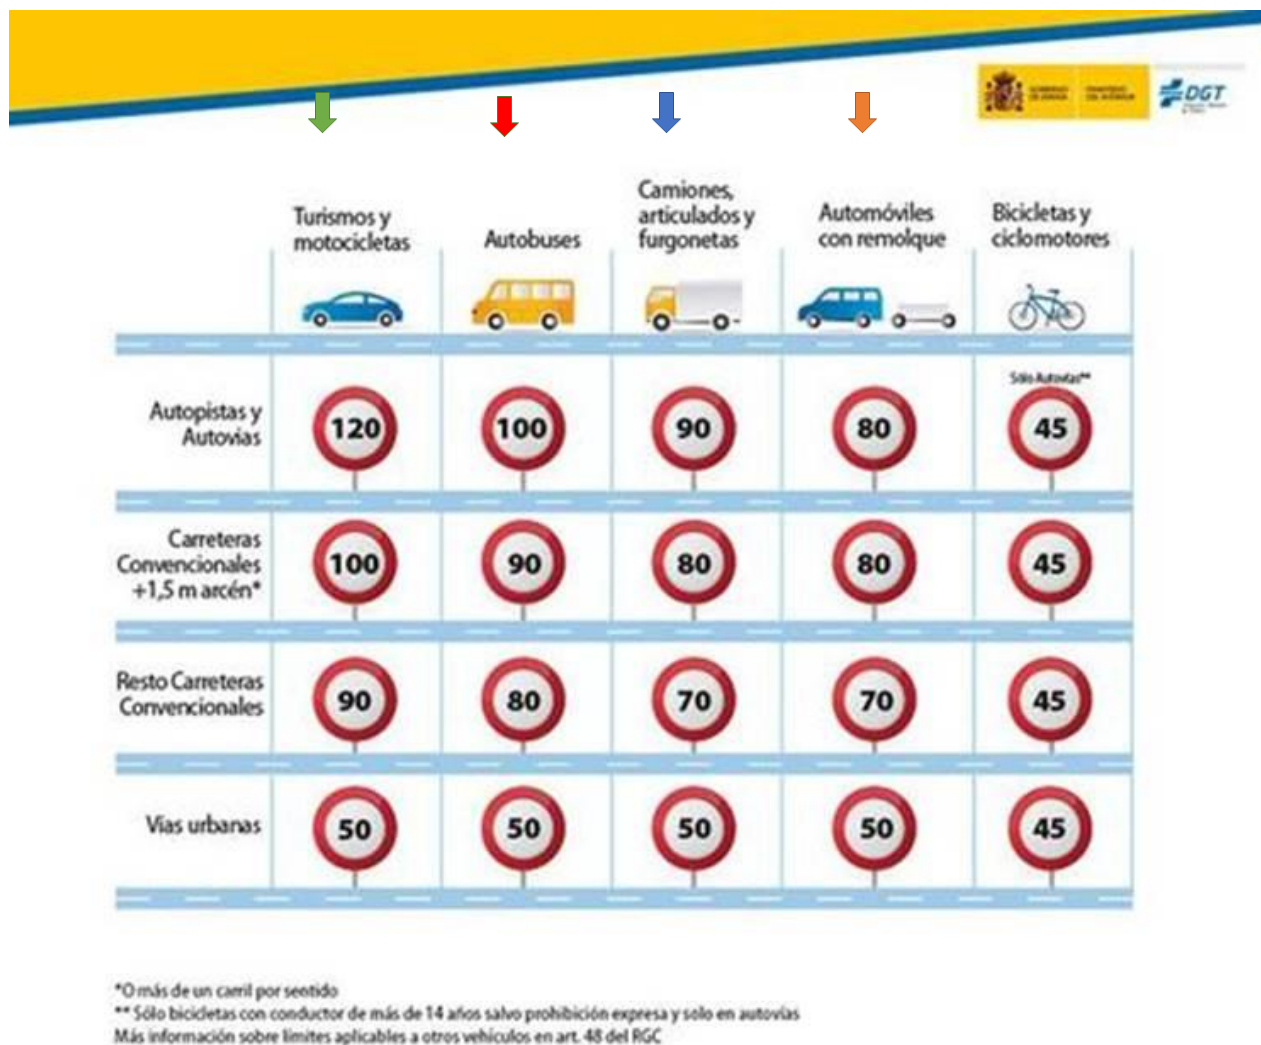 DGT
Turismos y
motocicletas
Autobuses
Camiones,
articulados y
furgonetas
Automóviles
con remolque
Bicicletas y
ciclomotores
Autopistas y
Autovias
120
100
90
80
Sólo Autovías**
45
Carreteras
Convencionales
+1,5 m arcén*
100
90
80
80
45
Resto Carreteras
Convencionales
90
80
70
70
45
Vías urbanas
50
50
50
50
45
*O más de un carril por sentido
** Sólo bicicletas con conductor de más de 14 años salvo prohibición expresa y solo en autovías
Más información sobre límites aplicables a otros vehículos en art. 48 del RGC